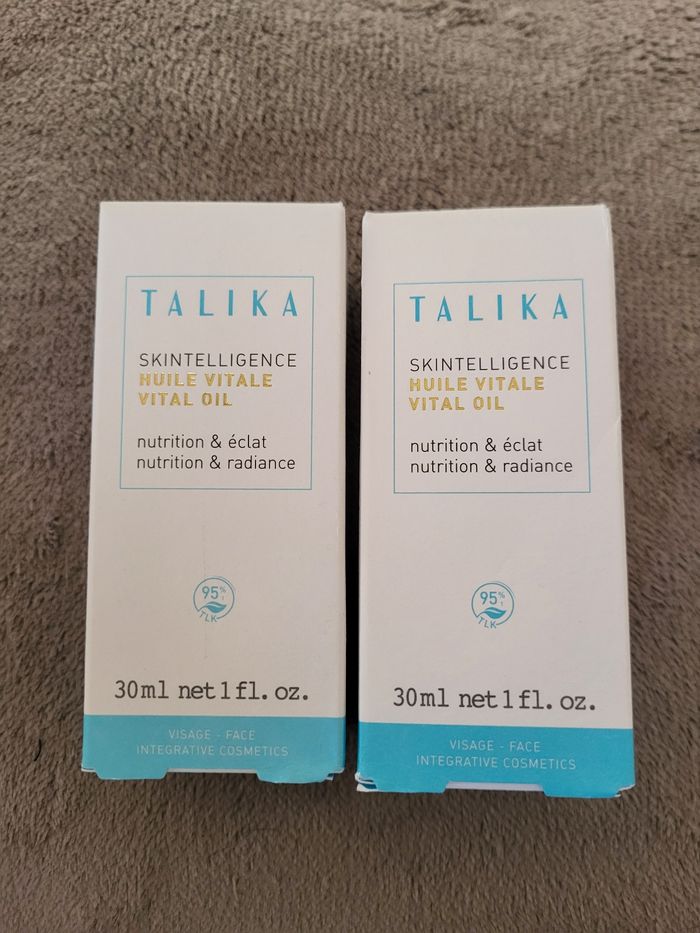 TALIKA
SKINTELLIGENCE
HUILE VITALE
VITAL OIL
nutrition & éclat
nutrition & radiance
95%
TLK
30ml net 1 fl. oz.
VISAGE - FACE
INTEGRATIVE COSMETICS
TALIKA
SKINTELLIGENCE
HUILE VITALE
VITAL OIL
nutrition & éclat
nutrition & radiance
95%
TLK
30ml net 1 fl. oz.
VISAGE - FACE
INTEGRATIVE COSMETICS